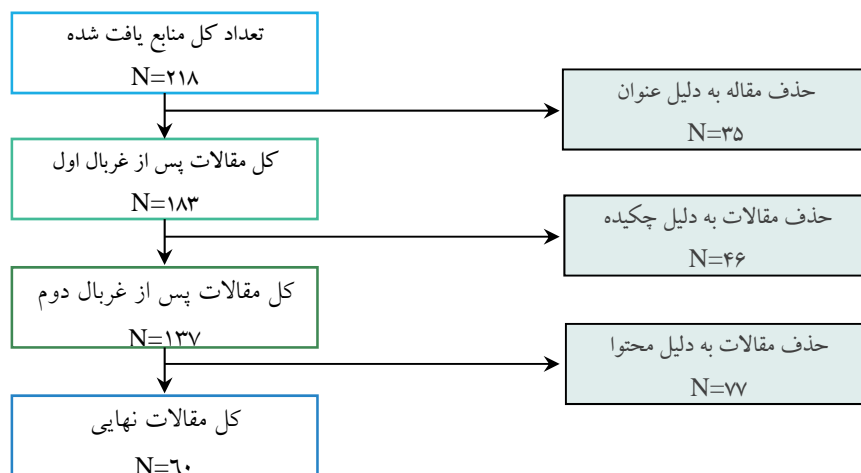 تعداد کل منابع یافت شده
N=۲۱۸
حذف مقاله به دلیل عنوان
N=۳۵
کل مقالات پس از غربال اول
N=۱۸۳
حذف مقالات به دلیل چکیده
N=۴۶
کل مقالات پس از غربال دوم
N=۱۳۷
حذف مقالات به دلیل محتوا
N=۷۷
کل مقالات نهایی
N=٦٠